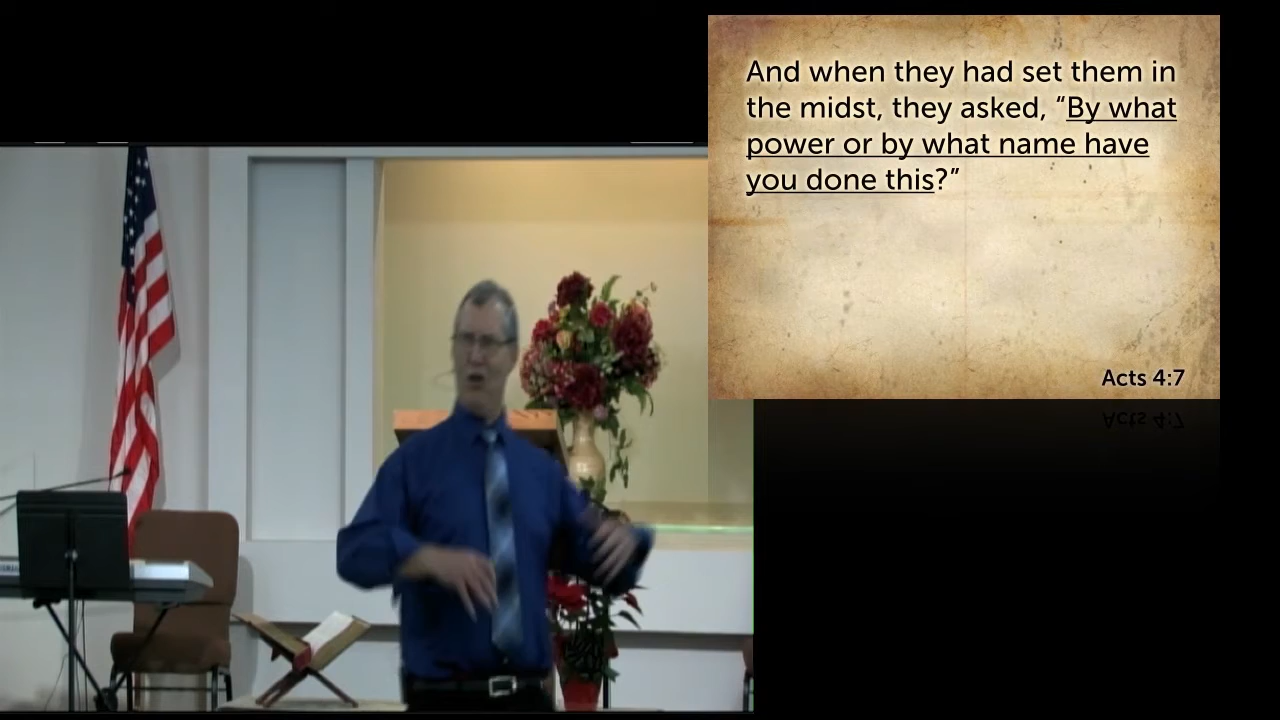 And when they had set them in
the midst, they asked, “By what
power or by what name have
you done this?”
Acts 4:7